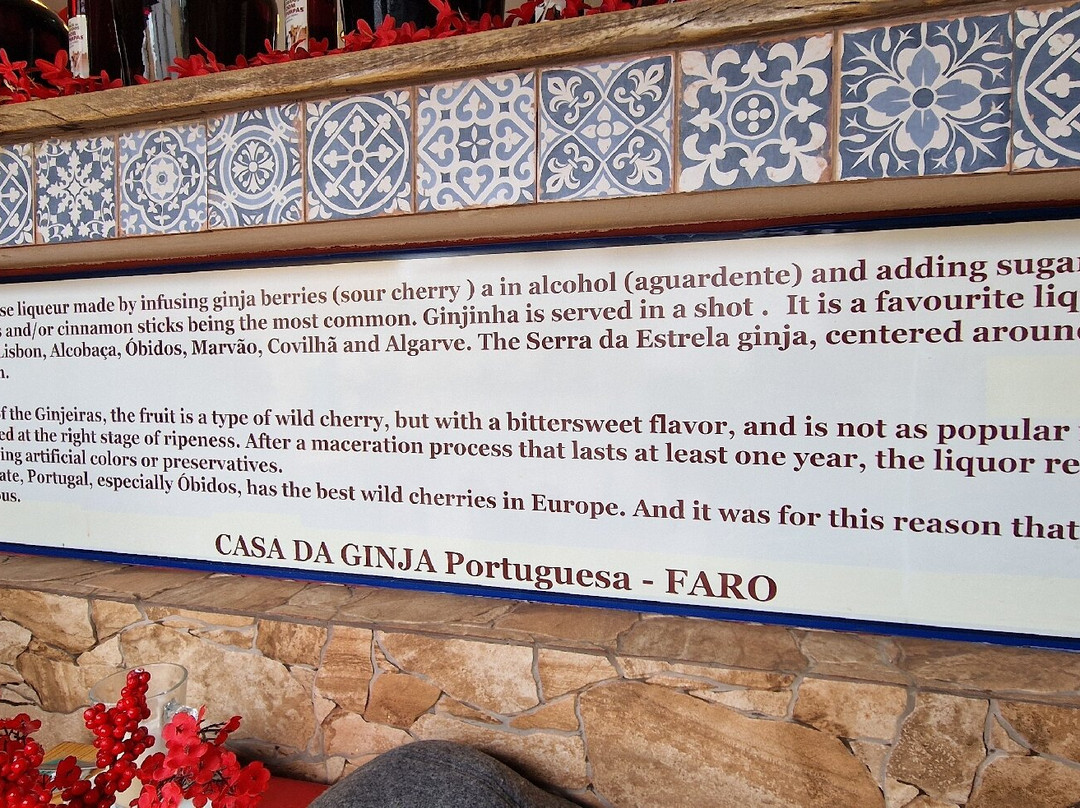 se liqueur made by infusing ginja berries (sour cherry ) a in alcohol (aguardente) and adding suga
s and/or cinnamon sticks being the most common. Ginjinha is served in a shot . It is a favourite liq
Lisbon, Alcobaça, Óbidos, Marvão, Covilhã and Algarve. The Serra da Estrela ginja, centered aroun
n.
of the Ginjeiras, the fruit is a type of wild cherry, but with a bittersweet flavor, and is not as popular
ed at the right stage of ripeness. After a maceration process that lasts at least one year, the liquor re
ing artificial colors or preservatives.
ate, Portugal, especially Óbidos, has the best wild cherries in Europe. And it was for this reason that
ous.
CASA DA GINJA Portuguesa - FARO